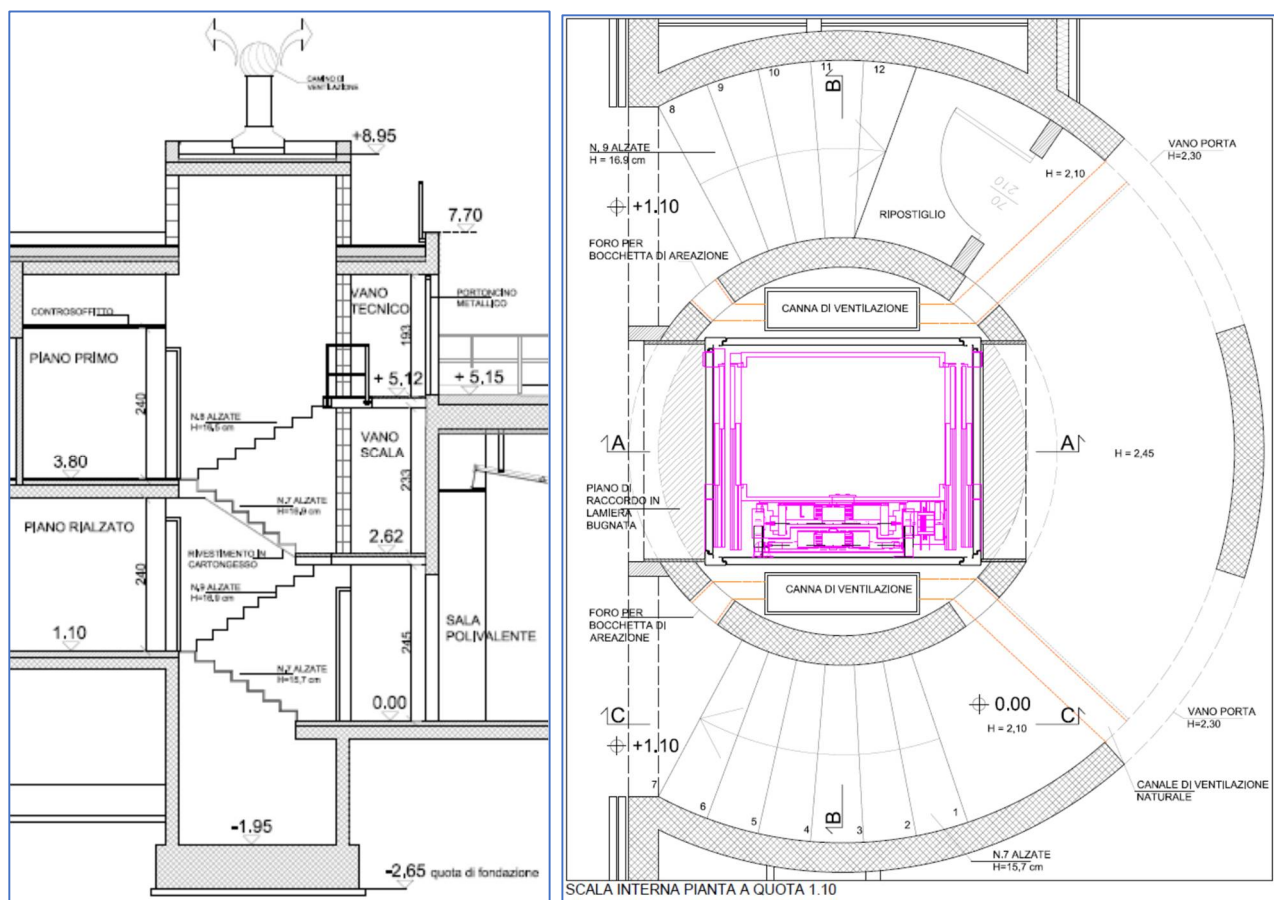 CAMINO DI
VENTILAZIONE
+8.95
7.70
VANO
TECNICO
PORTONCINO
METALLICO
CONTROSOFFITTO
193
PIANO PRIMO
240
+ 5,12
+ 5,15
N.8 ALZATE
H=16,5 cm
VANO
SCALA
233
3.80
N.7 ALZATE
H=16,9 cm
PIANO RIALZATO
2.62
RIVESTIMENTO IN
CARTONGESSO
240
N.9 ALZATE
H=16,9 cm
SALA
POLIVALENTE
245
1.10
N.7 ALZATE
H=15,7 cm
0.00
-1.95
-2,65 quota di fondazione
8
9
10
11
12
B
N. 9 ALZATE
H = 16.9 cm
VANO PORTA
H=2,30
H = 2,10
70
210
+1.10
RIPOSTIGLIO
FORO PER
BOCCHETTA DI AREAZIONE
CANNA DI VENTILAZIONE
A
A
H = 2,45
PIANO DI
RACCORDO IN
LAMIERA
BUGNATA
CANNA DI VENTILAZIONE
FORO PER
BOCCHETTA DI
AREAZIONE
C
0.00
H = 2,10
C
VANO PORTA
H=2,30
+1.10
7
6
5
4
3
2
1
B
CANALE DI VENTILAZIONE
NATURALE
N.7 ALZATE
H=15,7 cm
SCALA INTERNA PIANTA A QUOTA 1.10